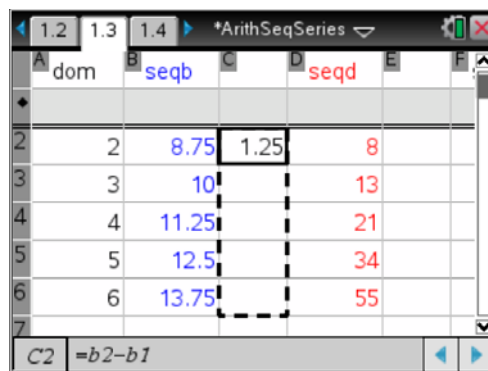 1.2 1.3 1.4 *ArithSeqSeries
A dom B seqb C D seqd E F
2 2 8.75 1.25 8
3 3 10 13
4 4 11.25 21
5 5 12.5 34
6 6 13.75 55
7
C2 =b2-b1